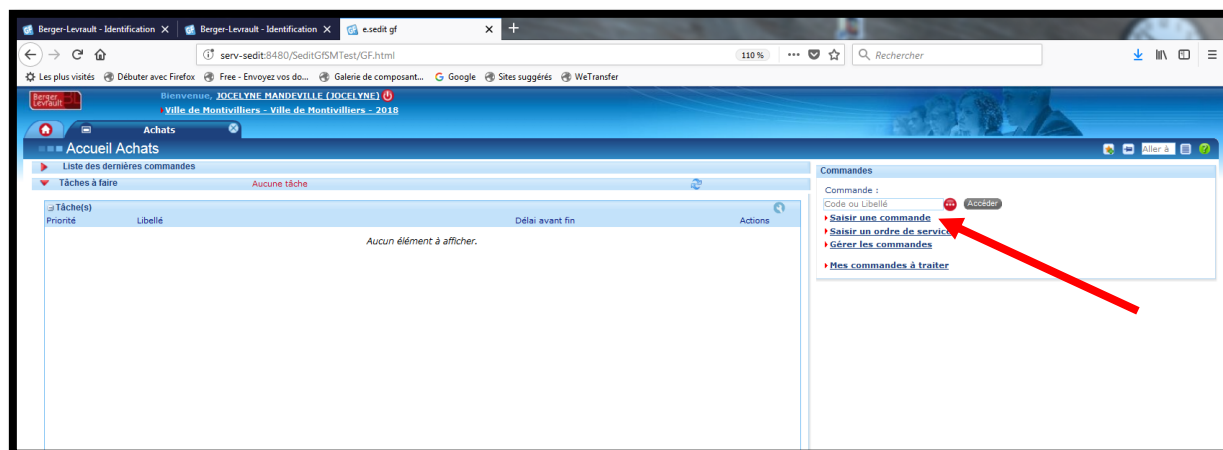 Berger-Levrault - Identification
Berger-Levrault - Identification
e.sedit gf
serv-sedit:8480/SeditGfSMTest/GF.html
110 %
Rechercher
Les plus visités
Débuter avec Firefox
Free - Envoyez vos do...
Galerie de composant...
Google
Sites suggérés
WeTransfer
Berger Levrault
Bienvenue, JOCELYNE MANDEVILLE (JOCELYNE)
Ville de Montivilliers - Ville de Montivilliers - 2018
Achats
Accueil Achats
Aller à
Liste des dernières commandes
Tâches à faire
Aucune tâche
Tâche(s)
Priorité Libellé Délai avant fin Actions
Aucun élément à afficher.
Commandes
Commande :
Code ou Libellé
Accéder
Saisir une commande
Saisir un ordre de service
Gérer les commandes
Mes commandes à traiter